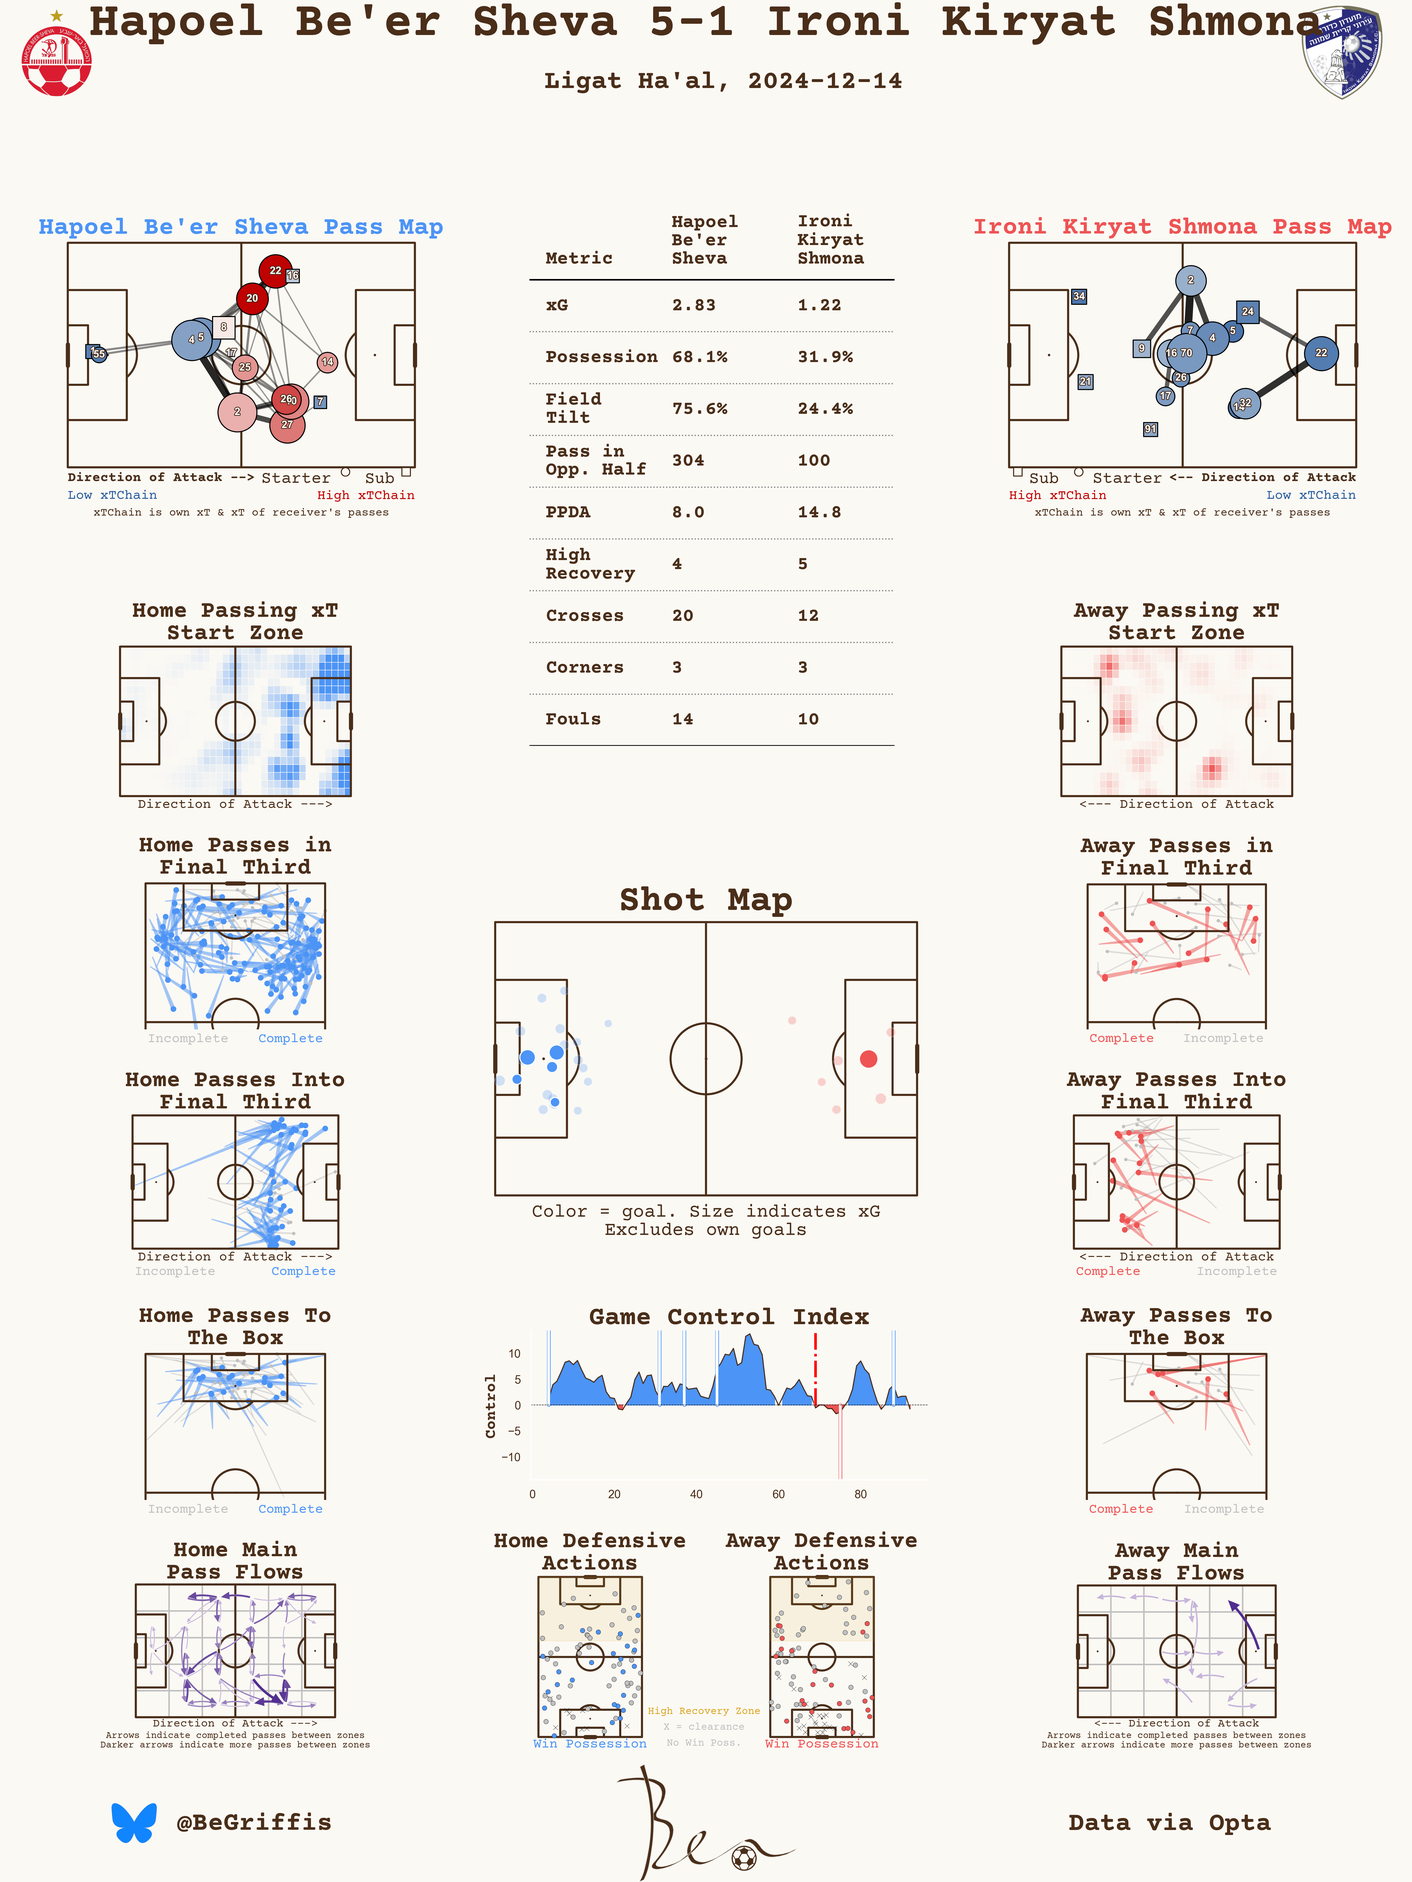 Hapoel Be'er Sheva 5-1 Ironi Kiryat Shmona
Ligat Ha'al, 2024-12-14
Hapoel Be'er Sheva Pass Map
22
16
20
8
4
5
17
55
25
14
26
2
7
27
Direction of Attack --> Starter Sub
Low xTChain High xTChain
xTChain is own xT & xT of receiver's passes
Metric Hapoel Be'er Sheva Ironi Kiryat Shmona
xG 2.83 1.22
Possession 68.1% 31.9%
Field Tilt 75.6% 24.4%
Pass in Opp. Half 304 100
PPDA 8.0 14.8
High Recovery 4 5
Crosses 20 12
Corners 3 3
Fouls 14 10
Ironi Kiryat Shmona Pass Map
2
34
24
7
5
4
9
16
70
22
26
21
17
14
32
91
Sub Starter <-- Direction of Attack
High xTChain Low xTChain
xTChain is own xT & xT of receiver's passes
Home Passing xT
Start Zone
Direction of Attack --->
Away Passing xT
Start Zone
<--- Direction of Attack
Home Passes in
Final Third
Incomplete Complete
Away Passes in
Final Third
Complete Incomplete
Shot Map
Color = goal. Size indicates xG
Excludes own goals
Home Passes Into
Final Third
Direction of Attack --->
Incomplete Complete
Away Passes Into
Final Third
<--- Direction of Attack
Complete Incomplete
Home Passes To
The Box
Incomplete Complete
Game Control Index
Control
10
5
0
−5
−10
0 20 40 60 80
Away Passes To
The Box
Complete Incomplete
Home Main
Pass Flows
Direction of Attack --->
Arrows indicate completed passes between zones
Darker arrows indicate more passes between zones
Home Defensive
Actions
Win Possession
High Recovery Zone
X = clearance
No Win Poss.
Away Defensive
Actions
Win Possession
Away Main
Pass Flows
<--- Direction of Attack
Arrows indicate completed passes between zones
Darker arrows indicate more passes between zones
@BeGriffis
Ben
Data via Opta